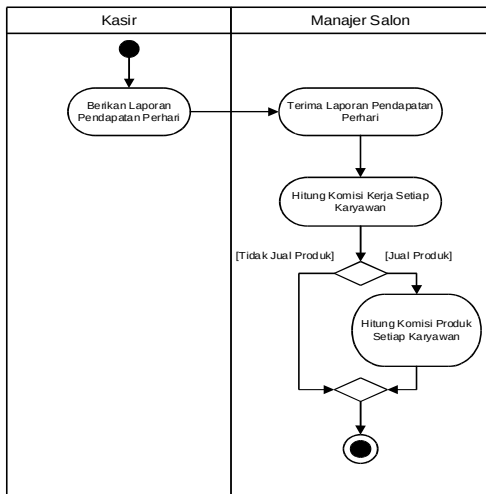 Kasir
Manajer Salon
Berikan Laporan
Pendapatan Perhari
Terima Laporan Pendapatan
Perhari
Hitung Komisi Kerja Setiap
Karyawan
[Tidak Jual Produk]
[Jual Produk]
Hitung Komisi Produk
Setiap Karyawan